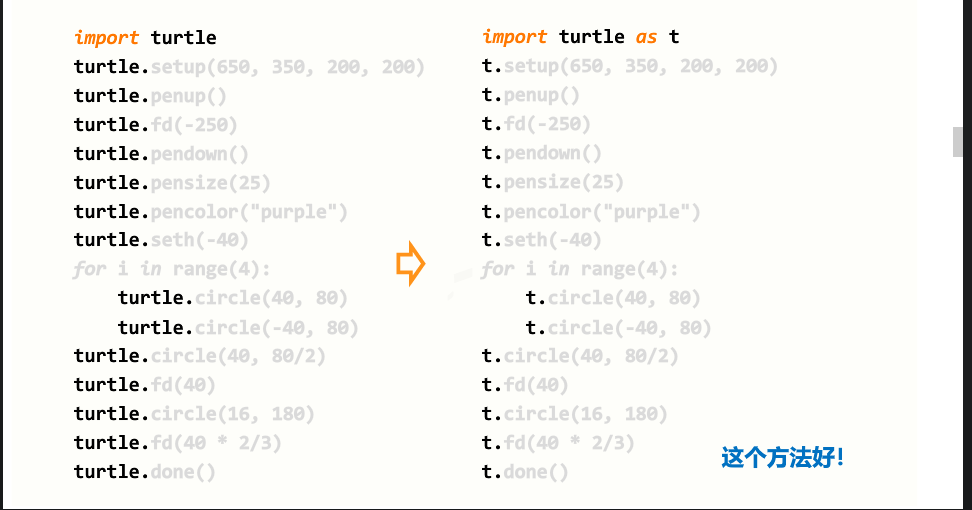 import turtle
turtle.setup(650, 350, 200, 200)
turtle.penup()
turtle.fd(-250)
turtle.pendown()
turtle.pensize(25)
turtle.pencolor("purple")
turtle.seth(-40)
for i in range(4):
    turtle.circle(40, 80)
    turtle.circle(-40, 80)
turtle.circle(40, 80/2)
turtle.fd(40)
turtle.circle(16, 180)
turtle.fd(40 * 2/3)
turtle.done()
import turtle as t
t.setup(650, 350, 200, 200)
t.penup()
t.fd(-250)
t.pendown()
t.pensize(25)
t.pencolor("purple")
t.seth(-40)
for i in range(4):
    t.circle(40, 80)
    t.circle(-40, 80)
t.circle(40, 80/2)
t.fd(40)
t.circle(16, 180)
t.fd(40 * 2/3)
t.done()
这个方法好!